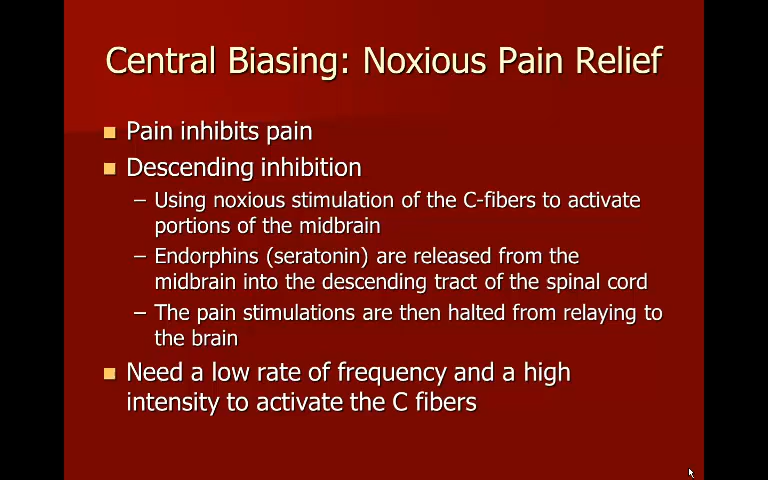 Central Biasing: Noxious Pain Relief
Pain inhibits pain
Descending inhibition
– Using noxious stimulation of the C-fibers to activate
portions of the midbrain
– Endorphins (seratonin) are released from the
midbrain into the descending tract of the spinal cord
– The pain stimulations are then halted from relaying to
the brain
Need a low rate of frequency and a high
intensity to activate the C fibers